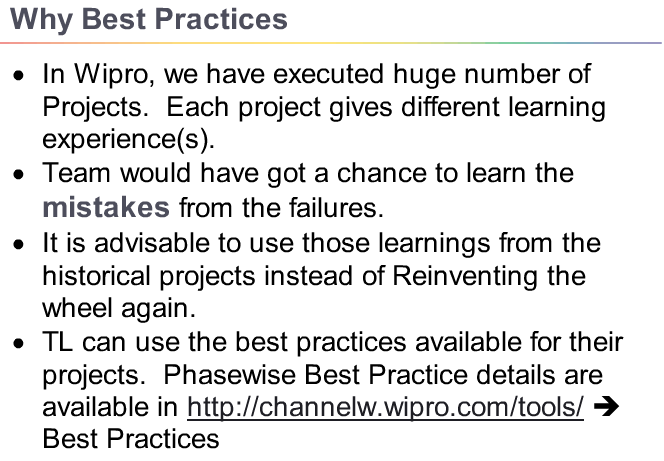 Why Best Practices
• In Wipro, we have executed huge number of
Projects.  Each project gives different learning
experience(s).
• Team would have got a chance to learn the
mistakes from the failures.
• It is advisable to use those learnings from the
historical projects instead of Reinventing the
wheel again.
• TL can use the best practices available for their
projects.  Phasewise Best Practice details are
available in http://channelw.wipro.com/tools/ ➔
Best Practices